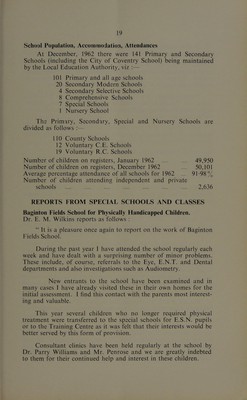 19
School Population, Accommodation, Attendances
At December, 1962 there were 141 Primary and Secondary
Schools (including the City of Coventry School) being maintained
by the Local Education Authority, viz :—
101 Primary and all age schools
20 Secondary Modern Schools
4 Secondary Selective Schools
8 Comprehensive Schools
7 Special Schools
1 Nursery School
The Primary, Secondary, Special and Nursery Schools are
divided as follows :—
110 County Schools
12 Voluntary C.E. Schools
19 Voluntary R.C. Schools
Number of children on registers, January 1962 ... 49,950
Number of children on registers, December 1962 ... 50,101
Average percentage attendance of all schools for 1962 ... 91·98%
Number of children attending independent and private
schools ... ... ... ... ... ... 2,636
REPORTS FROM SPECIAL SCHOOLS AND CLASSES
Baginton Fields School for Physically Handicapped Children.
Dr. E. M. Wilkins reports as follows :
" It is a pleasure once again to report on the work of Baginton
Fields School.
During the past year I have attended the school regularly each
week and have dealt with a surprising number of minor problems.
These include, of course, referrals to the Eye, E.N.T. and Dental
departments and also investigations such as Audiometry.
New entrants to the school have been examined and in
many cases I have already visited these in their own homes for the
initial assessment. I find this contact with the parents most interest-
ing and valuable.
This year several children who no longer required physical
treatment were transferred to the special schools for E.S.N. pupils
or to the Training Centre as it was felt that their interests would be
better served by this form of provision.
Consultant clinics have been held regularly at the school by
Dr. Parry Williams and Mr. Penrose and we are greatly indebted
to them for their continued help and interest in these children.